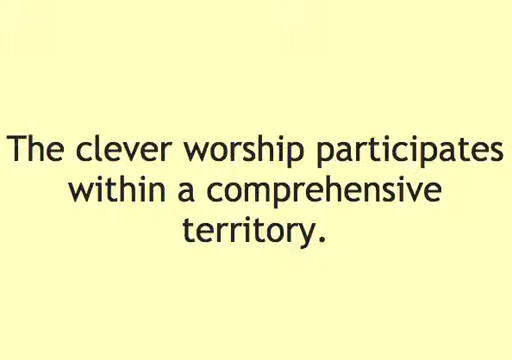 The clever worship participates
within a comprehensive
territory.